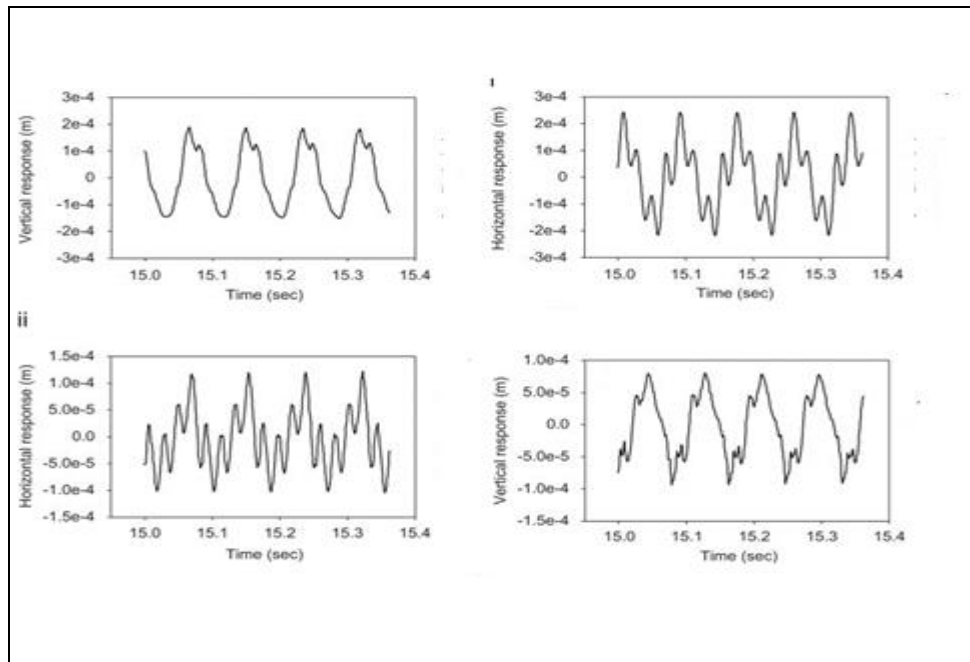 ı
Vertical response (m)
3e-4
2e-4
1e-4
0
-1e-4
-2e-4
-3e-4
15.0 15.1 15.2 15.3 15.4
Time (sec)
Horizontal response (m)
3e-4
2e-4
1e-4
0
-1e-4
-2e-4
-3e-4
15.0 15.1 15.2 15.3 15.4
Time (sec)
iii
Horizontal response (m)
1.5e-4
1.0e-4
5.0e-5
0.0
-5.0e-5
-1.0e-4
-1.5e-4
15.0 15.1 15.2 15.3 15.4
Time (sec)
Vertical response (m)
1.0e-4
5.0e-5
0.0
-5.0e-5
-1.0e-4
-1.5e-4
15.0 15.1 15.2 15.3 15.4
Time (sec)